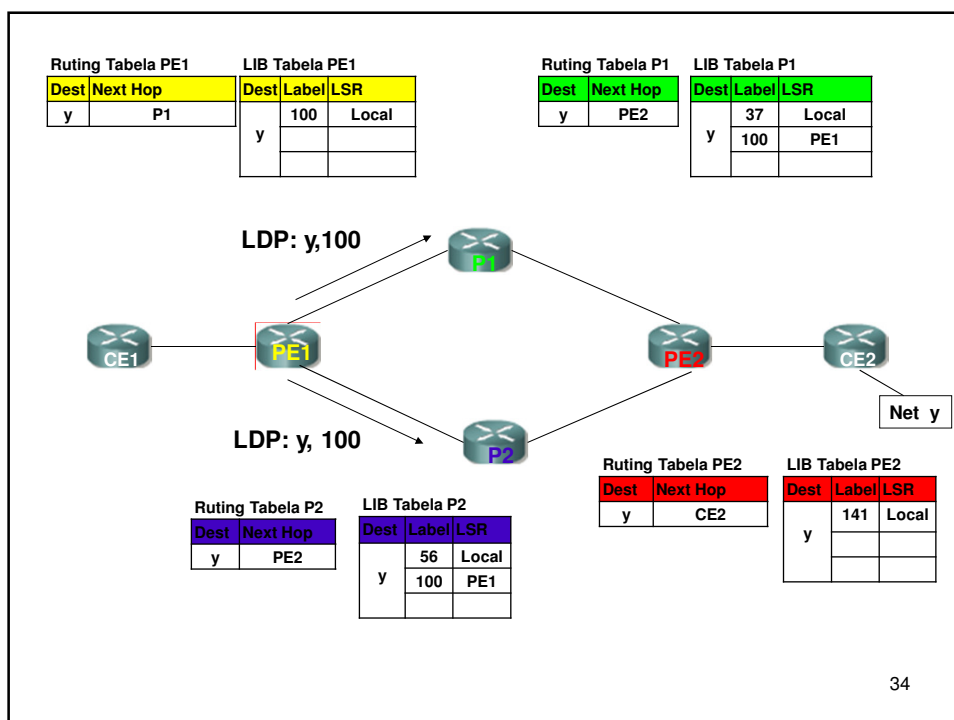 Ruting Tabela PE1
Dest Next Hop
y P1
LIB Tabela PE1
Dest Label LSR
y 100 Local
Ruting Tabela P1
Dest Next Hop
y PE2
LIB Tabela P1
Dest Label LSR
y 37 Local
100 PE1
LDP: y,100
P1
CE1
PE1
PE2
CE2
Net y
LDP: y, 100
P2
Ruting Tabela P2
Dest Next Hop
y PE2
LIB Tabela P2
Dest Label LSR
y 56 Local
100 PE1
Ruting Tabela PE2
Dest Next Hop
y CE2
LIB Tabela PE2
Dest Label LSR
y 141 Local
34